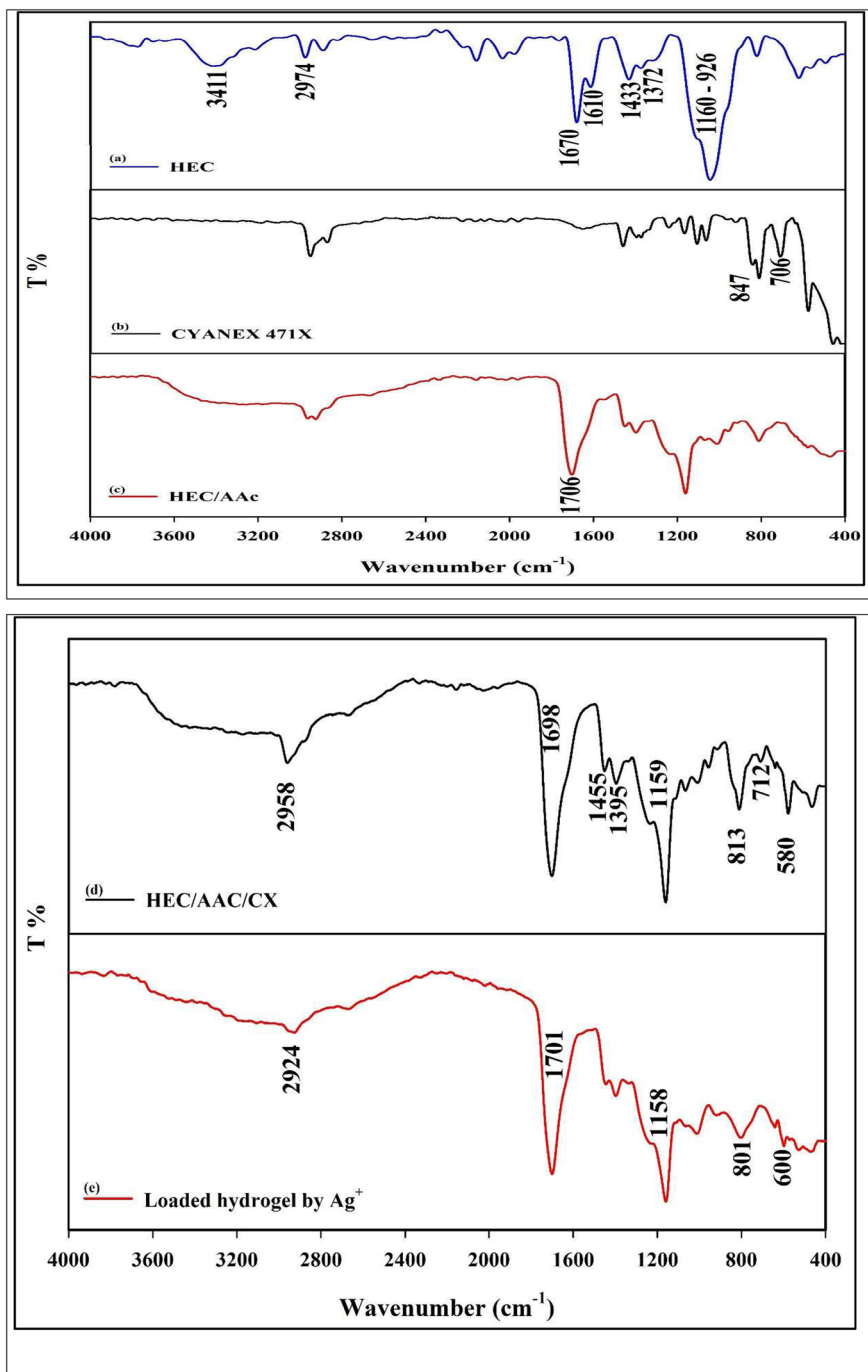 3411
2974
1670
1610
1433
1372
1160 - 926
(a)
HEC
T %
847
706
(b)
CYANEX 471X
1706
(c)
HEC/AAc
4000 3600 2800 2000 1600 1200 800 400
Wavenumber (cm-1)
2958
1698
1455
1395
1159
813
712
580
(d)
HEC/AAC/CX
T %
2924
1701
1158
801
600
(e)
Loaded hydrogel by Ag+
4000 3600 3200 2800 2400 2000 1600 1200 800 400
Wavenumber (cm-1)